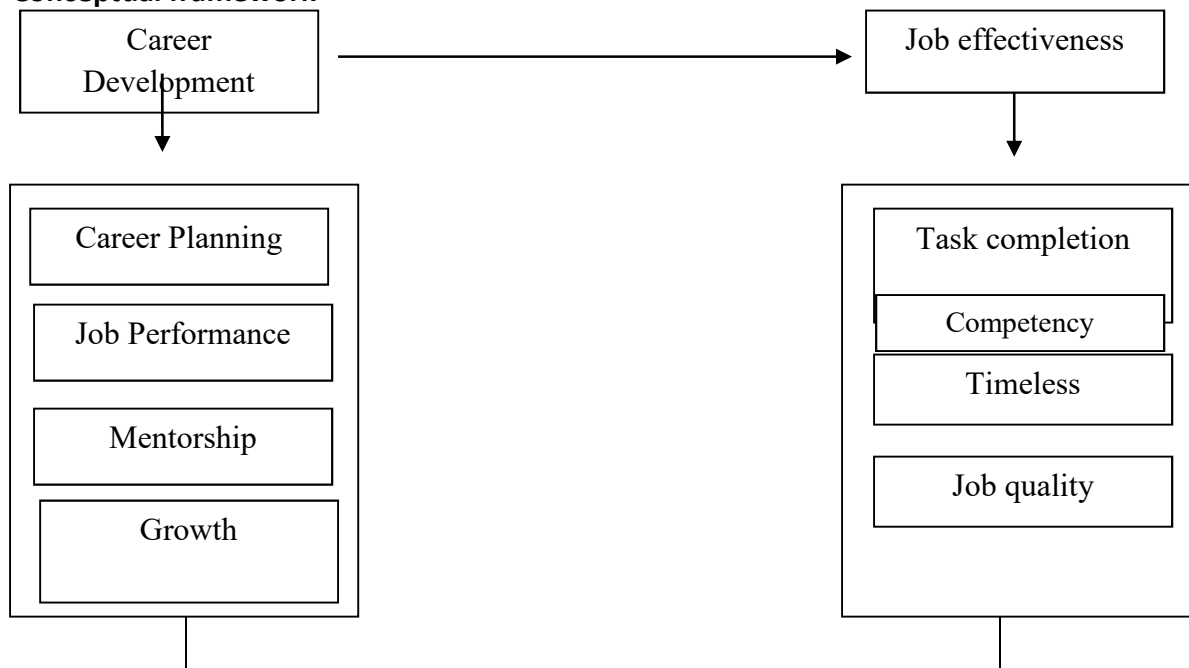 conceptual framework
Career
Development
Job effectiveness
Career Planning
Job Performance
Mentorship
Growth
Task completion
Competency
Timeless
Job quality